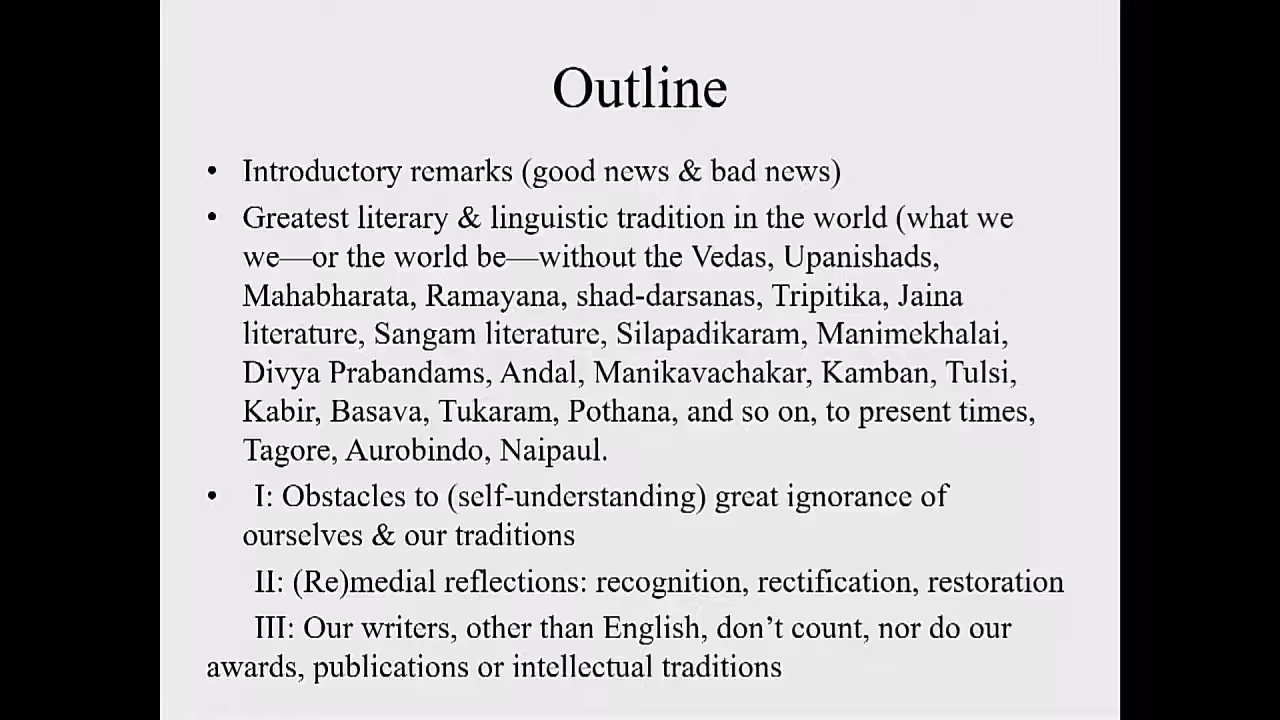 Outline
• Introductory remarks (good news & bad news)
• Greatest literary & linguistic tradition in the world (what we
we—or the world be—without the Vedas, Upanishads,
Mahabharata, Ramayana, shad-darsanas, Tripitika, Jaina
literature, Sangam literature, Silapadikaram, Manimekhalai,
Divya Prabandams, Andal, Manikavachakar, Kamban, Tulsi,
Kabir, Basava, Tukaram, Pothana, and so on, to present times,
Tagore, Aurobindo, Naipaul.
• I: Obstacles to (self-understanding) great ignorance of
ourselves & our traditions
II: (Re)medial reflections: recognition, rectification, restoration
III: Our writers, other than English, don’t count, nor do our
awards, publications or intellectual traditions